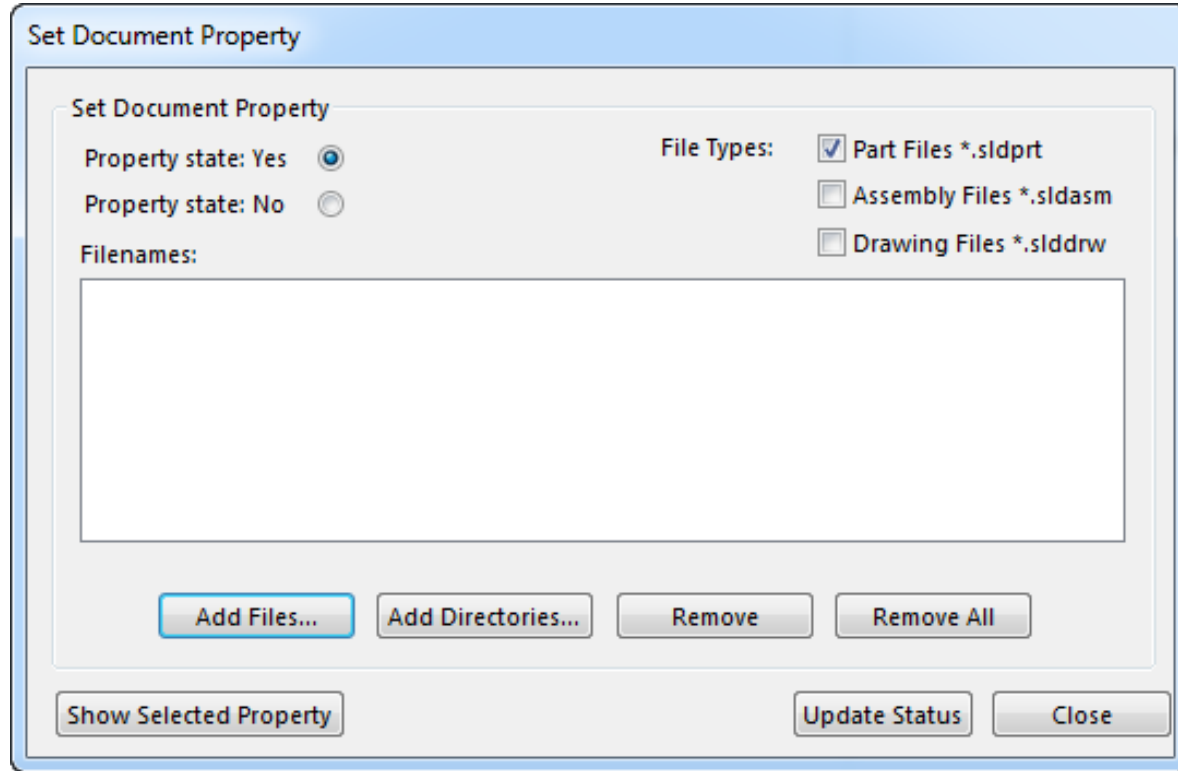 Set Document Property
Set Document Property
Property state: Yes
File Types:
Part Files *.sldprt
Property state: No
Assembly Files *.sldasm
Filenames:
Drawing Files *.slddrw
Add Files...
Add Directories...
Remove
Remove All
Show Selected Property
Update Status
Close